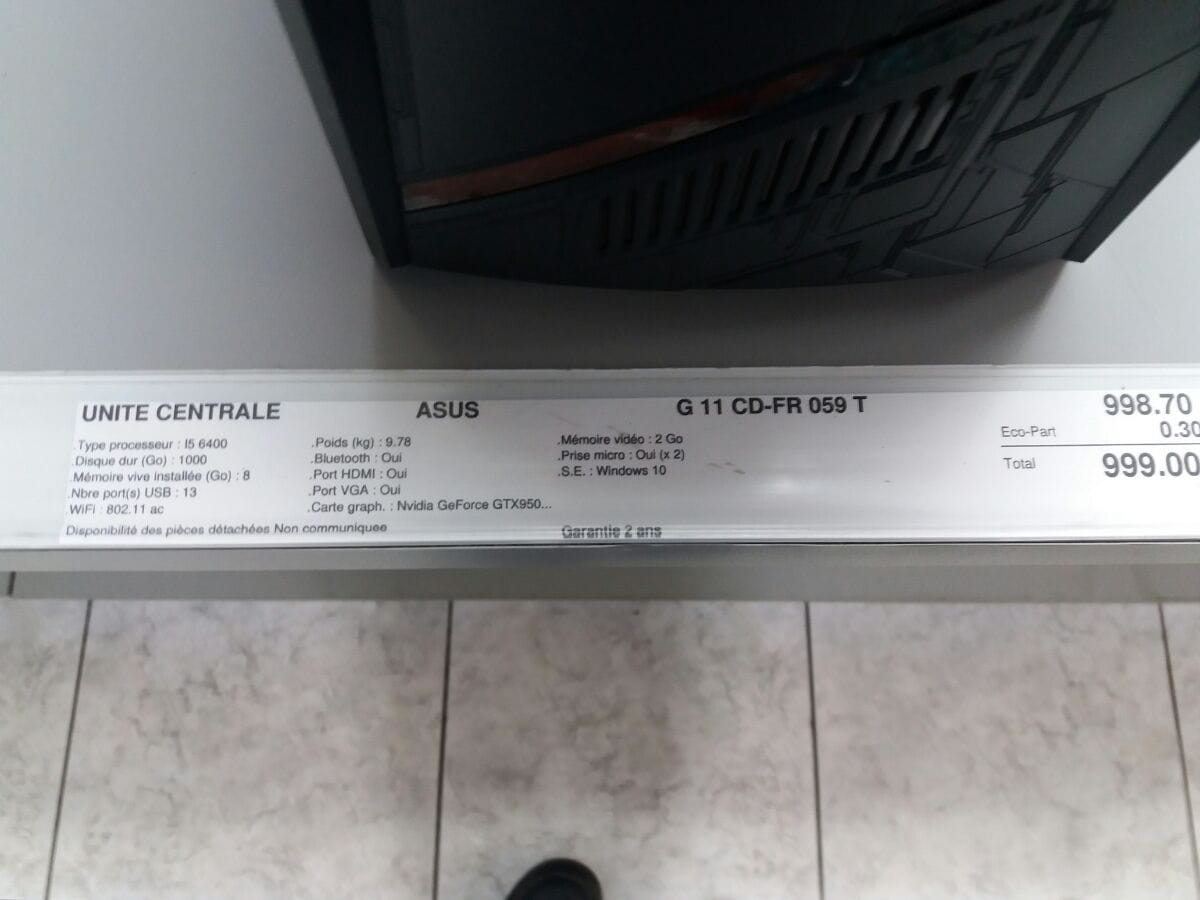 UNITE CENTRALE ASUS G 11 CD-FR 059 T 998.70
Eco-Part 0.30
Total 999.00
.Type processeur : I5 6400
.Disque dur (Go) : 1000
.Mémoire vive installée (Go) : 8
.Nbre port(s) USB : 13
.WiFi : 802.11 ac
.Poids (kg) : 9.78
.Bluetooth : Oui
.Port HDMI : Oui
.Port VGA : Oui
.Carte graph. : Nvidia GeForce GTX950...
.Mémoire vidéo : 2 Go
.Prise micro : Oui (x 2)
.S.E. : Windows 10
Disponibilité des pièces détachées Non communiquée
Garantie 2 ans